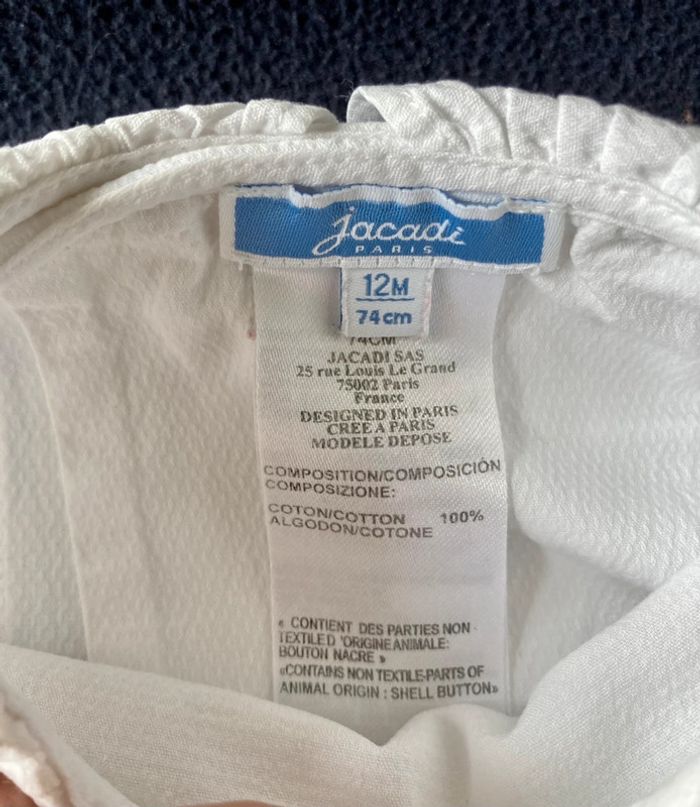 jacadi
PARIS
12M
74cm
74CM
JACADI SAS
25 rue Louis Le Grand
75002 Paris
France
DESIGNED IN PARIS
CREE A PARIS
MODELE DEPOSE
COMPOSITION/COMPOSICIÓN
COMPOSIZIONE:
COTON/COTTON 100%
ALGODON/COTONE
« CONTIENT DES PARTIES NON
TEXTILED 'ORIGINE ANIMALE:
BOUTON NACRE »
«CONTAINS NON TEXTILE-PARTS OF
ANIMAL ORIGIN : SHELL BUTTON»